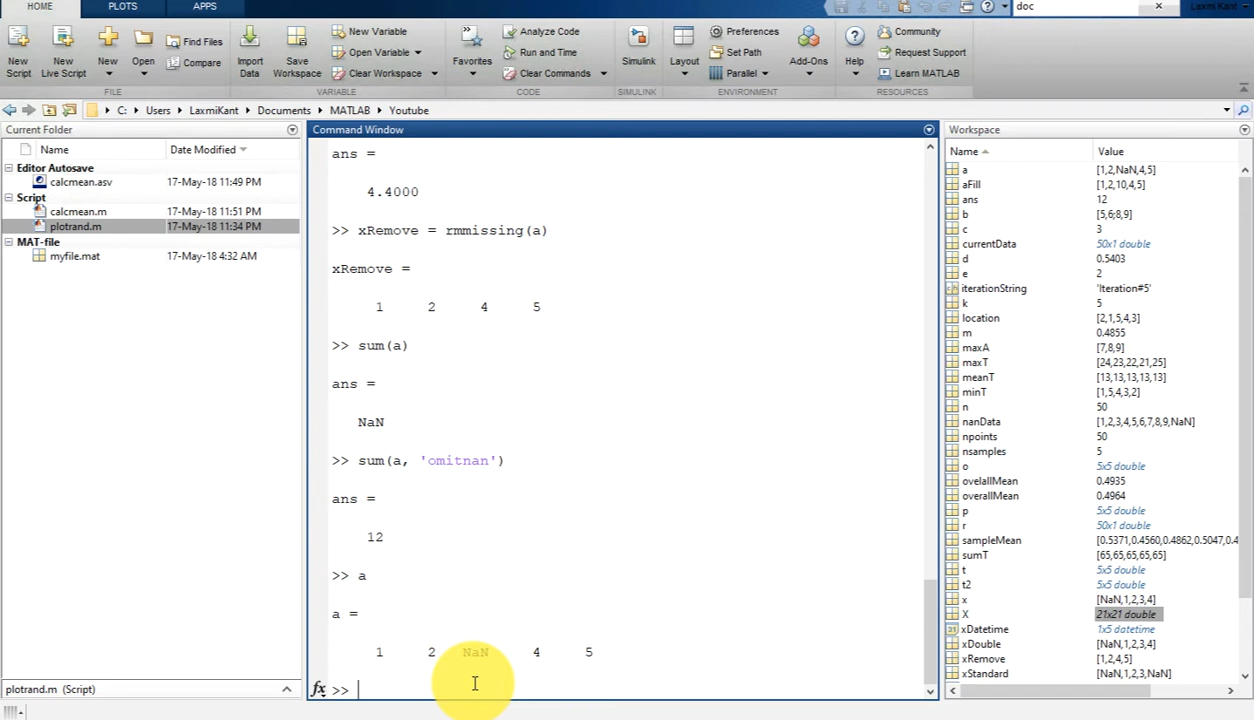 HOME PLOTS APPS
doc
Laxmi Kant
New Script
New Live Script
New
Open
Find Files
Compare
Import Data
Save Workspace
New Variable
Open Variable
Clear Workspace
Favorites
Analyze Code
Run and Time
Clear Commands
Simulink
Layout
Preferences
Set Path
Parallel
Add-Ons
Help
Community
Request Support
Learn MATLAB
FILE VARIABLE CODE SIMULINK ENVIRONMENT RESOURCES
C: Users LaxmiKant Documents MATLAB Youtube
Current Folder
Name Date Modified
Editor Autosave
calcmean.asv 17-May-18 11:49 PM
Script
calcmean.m 17-May-18 11:51 PM
plotrand.m 17-May-18 11:34 PM
MAT-file
myfile.mat 17-May-18 4:32 AM
plotrand.m (Script)
Command Window
ans =
4.4000
>> xRemove = rmmissing(a)
xRemove =
1 2 4 5
>> sum(a)
ans =
NaN
>> sum(a, 'omitnan')
ans =
12
>> a
a =
1 2 NaN 4 5
fx >>
Workspace
Name Value
a [1,2,NaN,4,5]
aFill [1,2,10,4,5]
ans 12
b [5,6;8,9]
c 3
currentData 50x1 double
d 0.5403
e 2
iterationString 'Iteration#5'
k 5
location [2,1,5,4,3]
m 0.4855
maxA [7,8,9]
maxT [24,23,22,21,25]
meanT [13,13,13,13,13]
minT [1,5,4,3,2]
n 50
nanData [1,2,3,4,5,6,7,8,9,NaN]
npoints 50
nsamples 5
o 5x5 double
ovelallMean 0.4935
overallMean 0.4964
p 5x5 double
r 50x1 double
sampleMean [0.5371,0.4560,0.4862,0.5047,0.4
sumT [65,65,65,65,65]
t 5x5 double
t2 5x5 double
x [NaN,1,2,3,4]
X 21x21 double
xDatetime 1x5 datetime
xDouble [NaN,1,2,3,4]
xRemove [1,2,4,5]
xStandard [NaN,1,2,3,NaN]